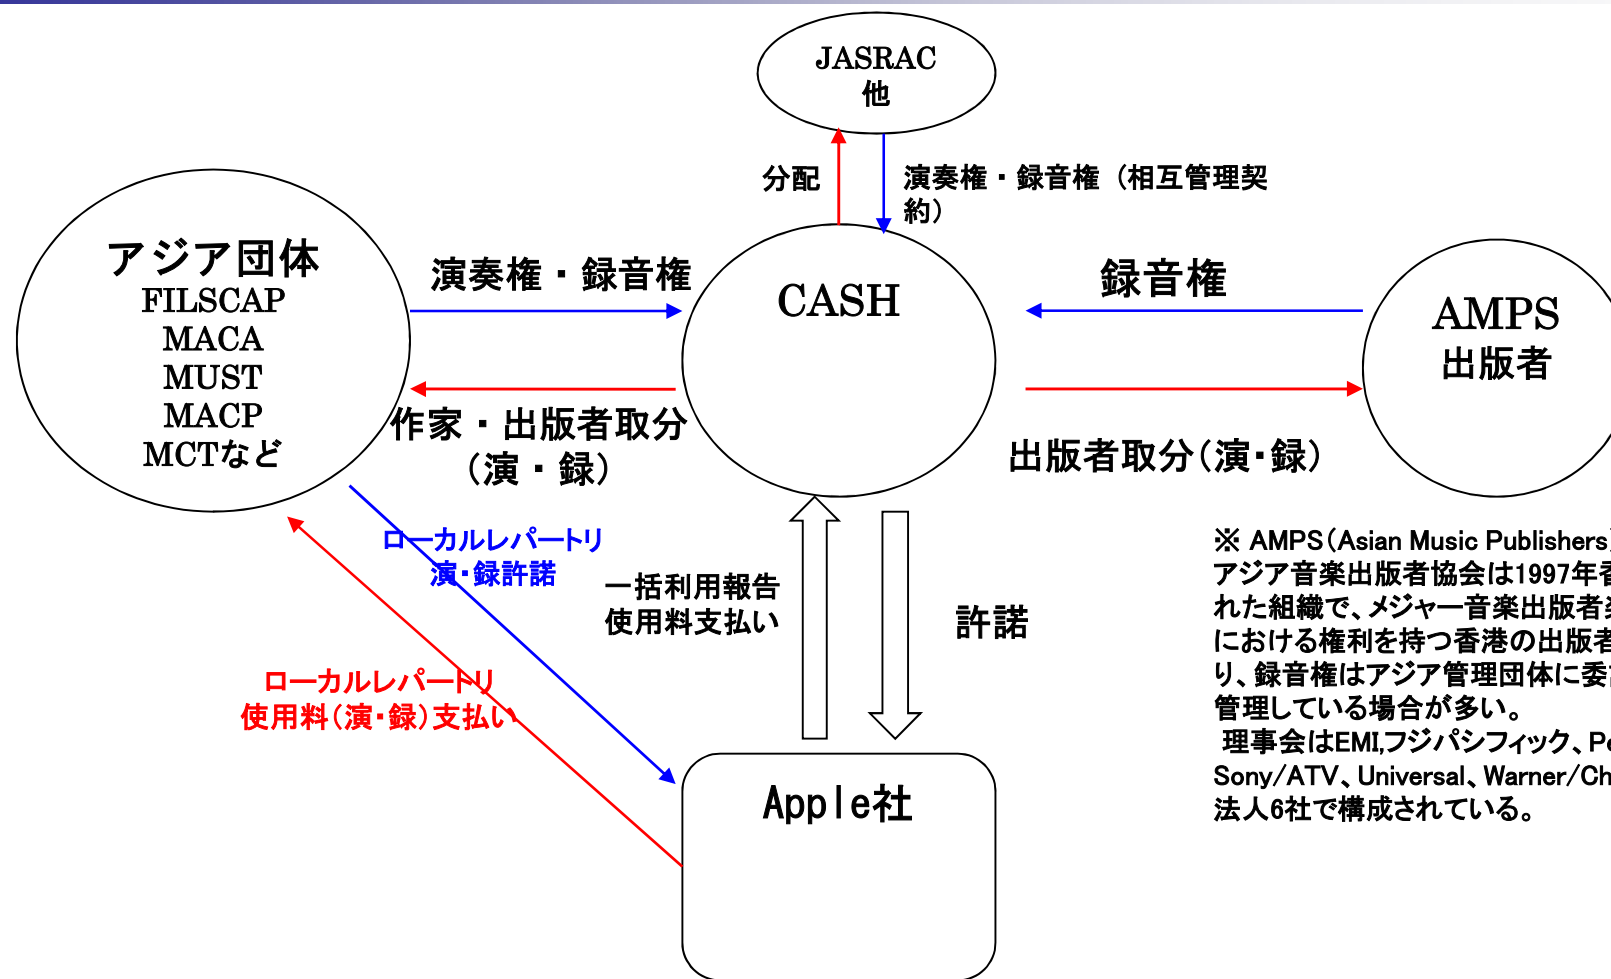 JASRAC
他
分配
演奏権・録音権（相互管理契
約）
アジア団体
FILSCAP
MACA
MUST
MACP
MCTなど
演奏権・録音権
CASH
録音権
AMPS
出版者
作家・出版者取分
（演・録）
出版者取分（演・録）
ローカルレパートリ
演・録許諾
一括利用報告
使用料支払い
許諾
ローカルレパートリ
使用料（演・録）支払い
Apple社
※ AMPS（Asian Music Publishers
アジア音楽出版者協会は1997年香
れた組織で、メジャー音楽出版者
における権利を持つ香港の出版者
り、録音権はアジア管理団体に委
管理している場合が多い。
理事会はEMI,フジパシフィック、
Sony/ATV、Universal、Warner/Ch
法人6社で構成されている。